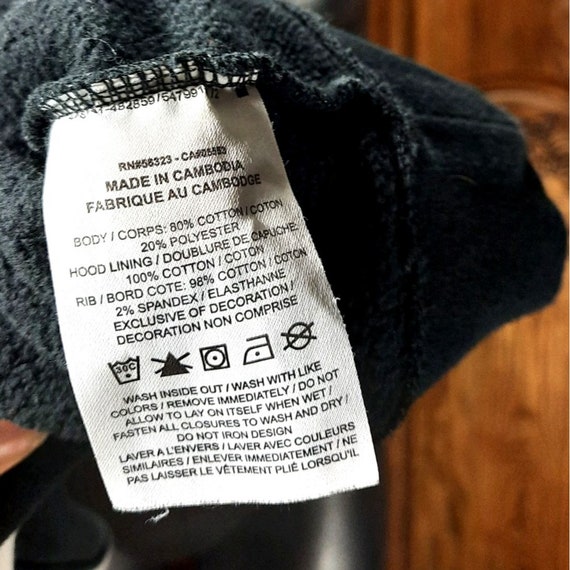 RN#56323 - CA#05553
MADE IN CAMBODIA
FABRIQUE AU CAMBODGE
BODY / CORPS: 80% COTTON / COTON
20% POLYESTER
HOOD LINING / DOUBLURE DE CAPUCHE:
100% COTTON / COTON
RIB / BORD COTE: 98% COTTON / COTON
2% SPANDEX / ELASTHANNE
EXCLUSIVE OF DECORATION /
DECORATION NON COMPRISE
30C
WASH INSIDE OUT / WASH WITH LIKE
COLORS / REMOVE IMMEDIATELY / DO NOT
ALLOW TO LAY ON ITSELF WHEN WET /
FASTEN ALL CLOSURES TO WASH AND DRY /
DO NOT IRON DESIGN
LAVER A L'ENVERS / LAVER AVEC COULEURS
SIMILAIRES / ENLEVER IMMEDIATEMENT / NE
PAS LAISSER LE VÊTEMENT PLIÉ LORSQU'IL